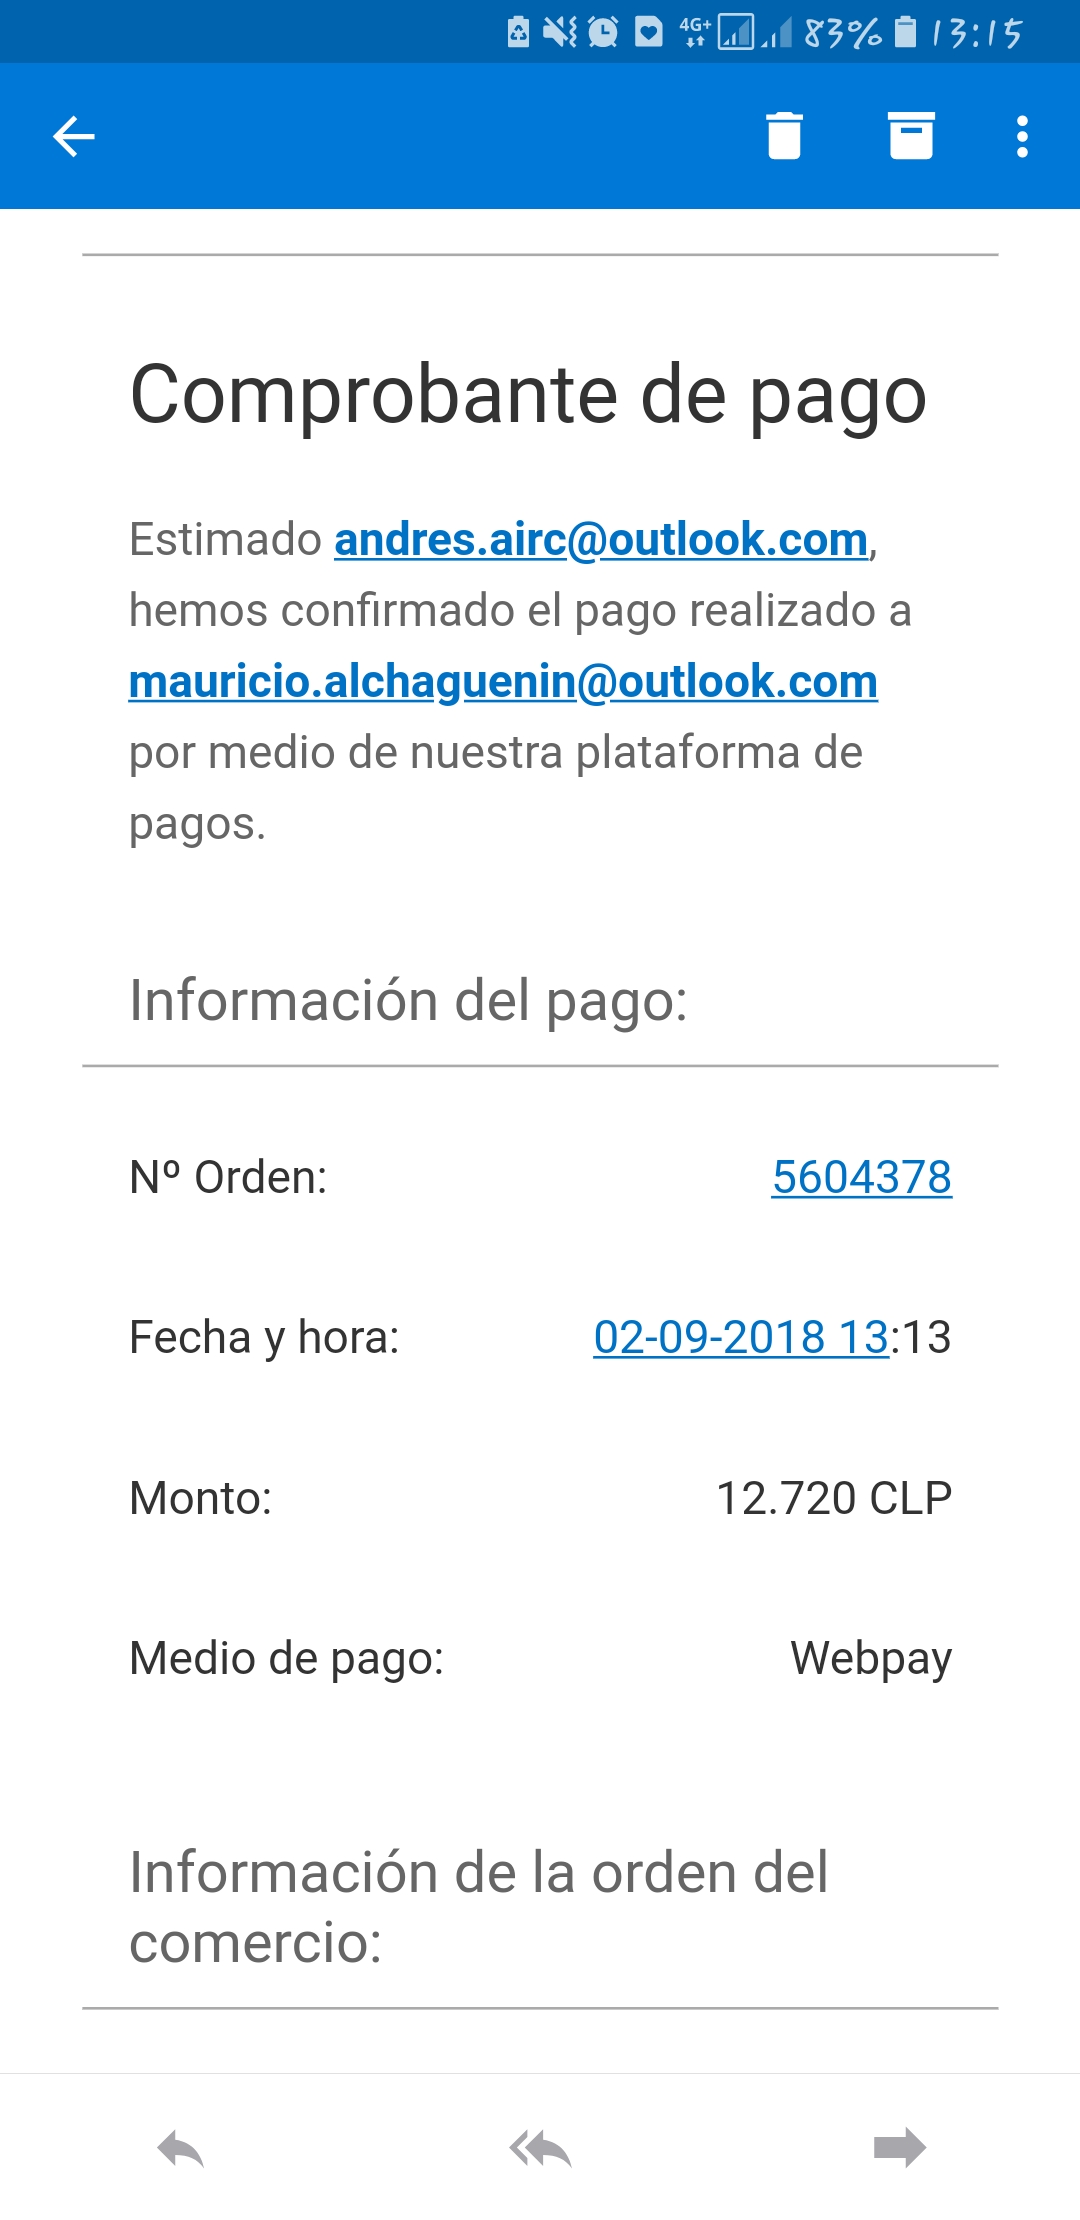 4G+ 83% 13:15
Comprobante de pago
Estimado andres.airc@outlook.com,
hemos confirmado el pago realizado a
mauricio.alchaguenin@outlook.com
por medio de nuestra plataforma de
pagos.
Información del pago:
Nº Orden: 5604378
Fecha y hora: 02-09-2018 13:13
Monto: 12.720 CLP
Medio de pago: Webpay
Información de la orden del
comercio: